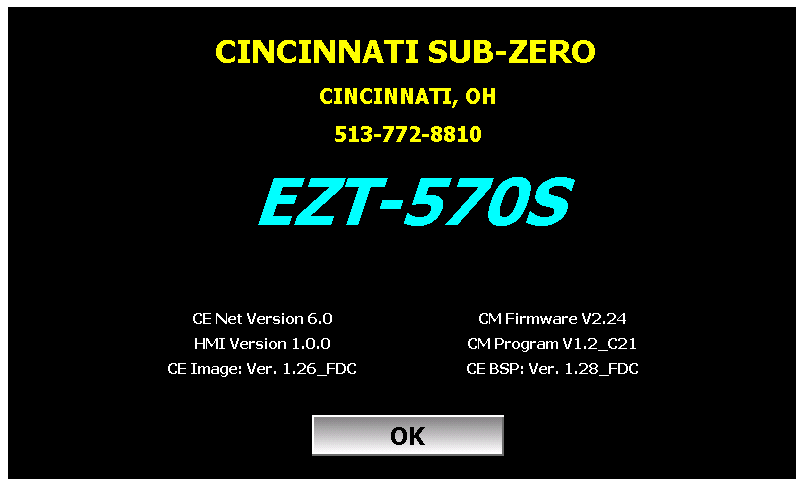 CINCINNATI SUB-ZERO
CINCINNATI, OH
513-772-8810
EZT-570S
CE Net Version 6.0
CM Firmware V2.24
HMI Version 1.0.0
CM Program V1.2_C21
CE Image: Ver. 1.26_FDC
CE BSP: Ver. 1.28_FDC
OK